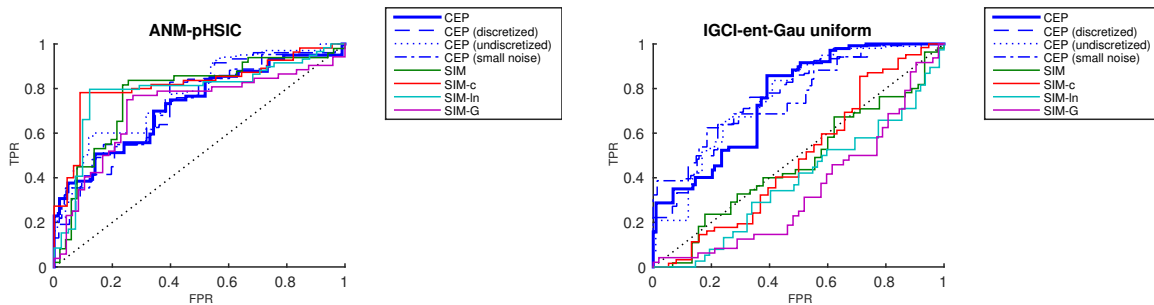 ANM-pHSIC
1
0.8
0.6
0.4
0.2
0
TPR
0 0.2 0.4 0.6 0.8 1
FPR
CEP
CEP (discretized)
CEP (undiscretized)
CEP (small noise)
SIM
SIM-c
SIM-ln
SIM-G
IGCI-ent-Gau uniform
1
0.8
0.6
0.4
0.2
0
TPR
0 0.2 0.4 0.6 0.8 1
FPR
CEP
CEP (discretized)
CEP (undiscretized)
CEP (small noise)
SIM
SIM-c
SIM-ln
SIM-G